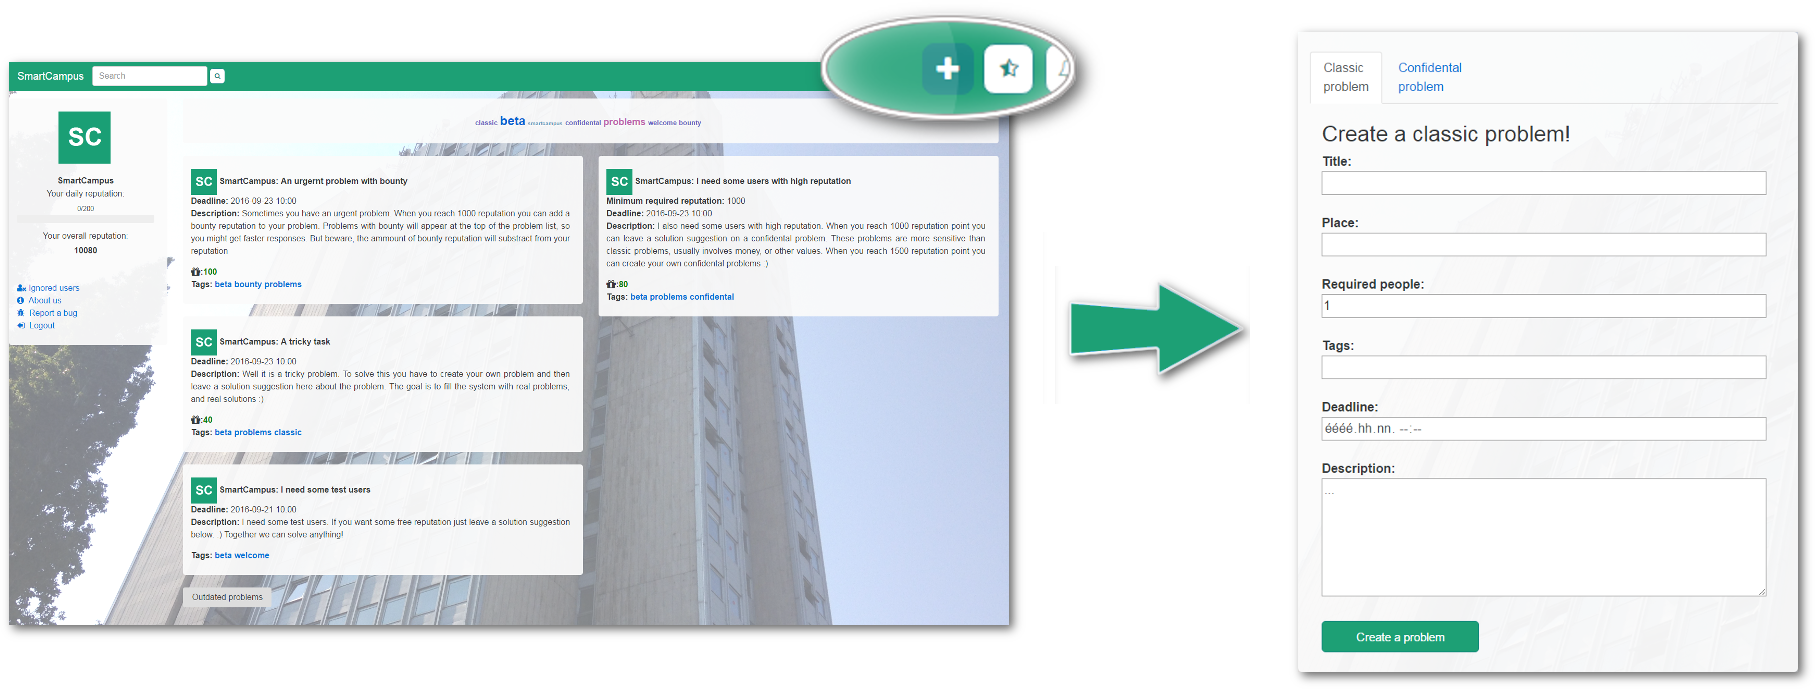 SmartCampus Search
classic beta smartcampus confidental problems welcome bounty
SC
SmartCampus
Your daily reputation:
0/200
Your overall reputation:
10080
Ignored users
About us
Report a bug
Logout
SC SmartCampus: An urgernt problem with bounty
Deadline: 2016-09-23 10:00
Description: Sometimes you have an urgent problem. When you reach 1000 reputation you can add a
bounty reputation to your problem. Problems with bounty will appear at the top of the problem list, so
you might get faster responses. But beware, the ammount of bounty reputation will substract from your
reputation
:100
Tags: beta bounty problems
SC SmartCampus: A tricky task
Deadline: 2016-09-23 10:00
Description: Well it is a tricky problem. To solve this you have to create your own problem and then
leave a solution suggestion here about the problem. The goal is to fill the system with real problems,
and real solutions :)
:40
Tags: beta problems classic
SC SmartCampus: I need some test users
Deadline: 2016-09-21 10:00
Description: I need some test users. If you want some free reputation just leave a solution suggestion
below. :) Together we can solve anything!
Tags: beta welcome
Outdated problems
SC SmartCampus: I need some users with high reputation
Minimum required reputation: 1000
Deadline: 2016-09-23 10:00
Description: I also need some users with high reputation. When you reach 1000 reputation point you
can leave a solution suggestion on a confidental problem. These problems are more sensitive than
classic problems, usually involves money, or other values. When you reach 1500 reputation point you
can create your own confidental problems :)
:80
Tags: beta problems confidental
Classic
problem
Confidental
problem
Create a classic problem!
Title:
Place:
Required people:
1
Tags:
Deadline:
éééé.hh.nn. --:--
Description:
...
Create a problem